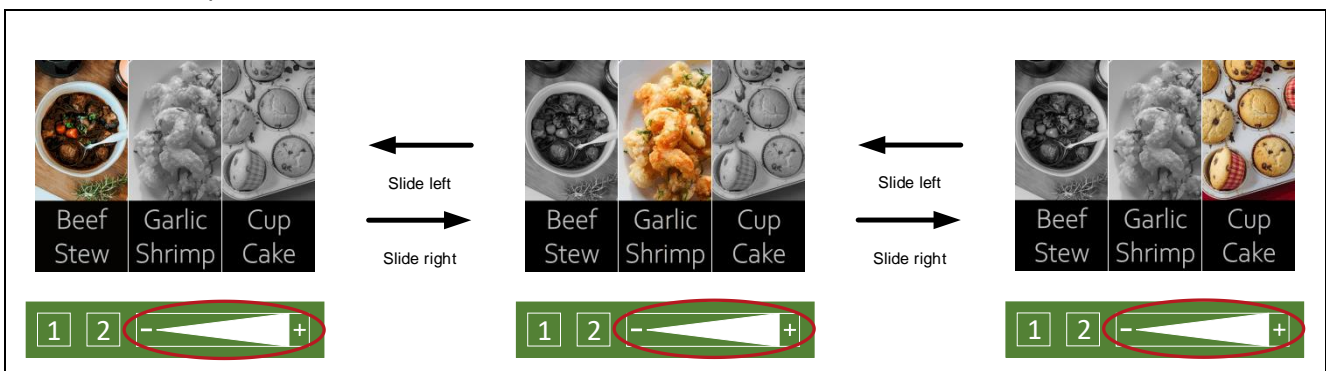 Beef Stew
Garlic Shrimp
Cup Cake
Slide left
Slide right
Beef Stew
Garlic Shrimp
Cup Cake
Slide left
Slide right
Beef Stew
Garlic Shrimp
Cup Cake
1 2 - +
1 2 - +
1 2 - +